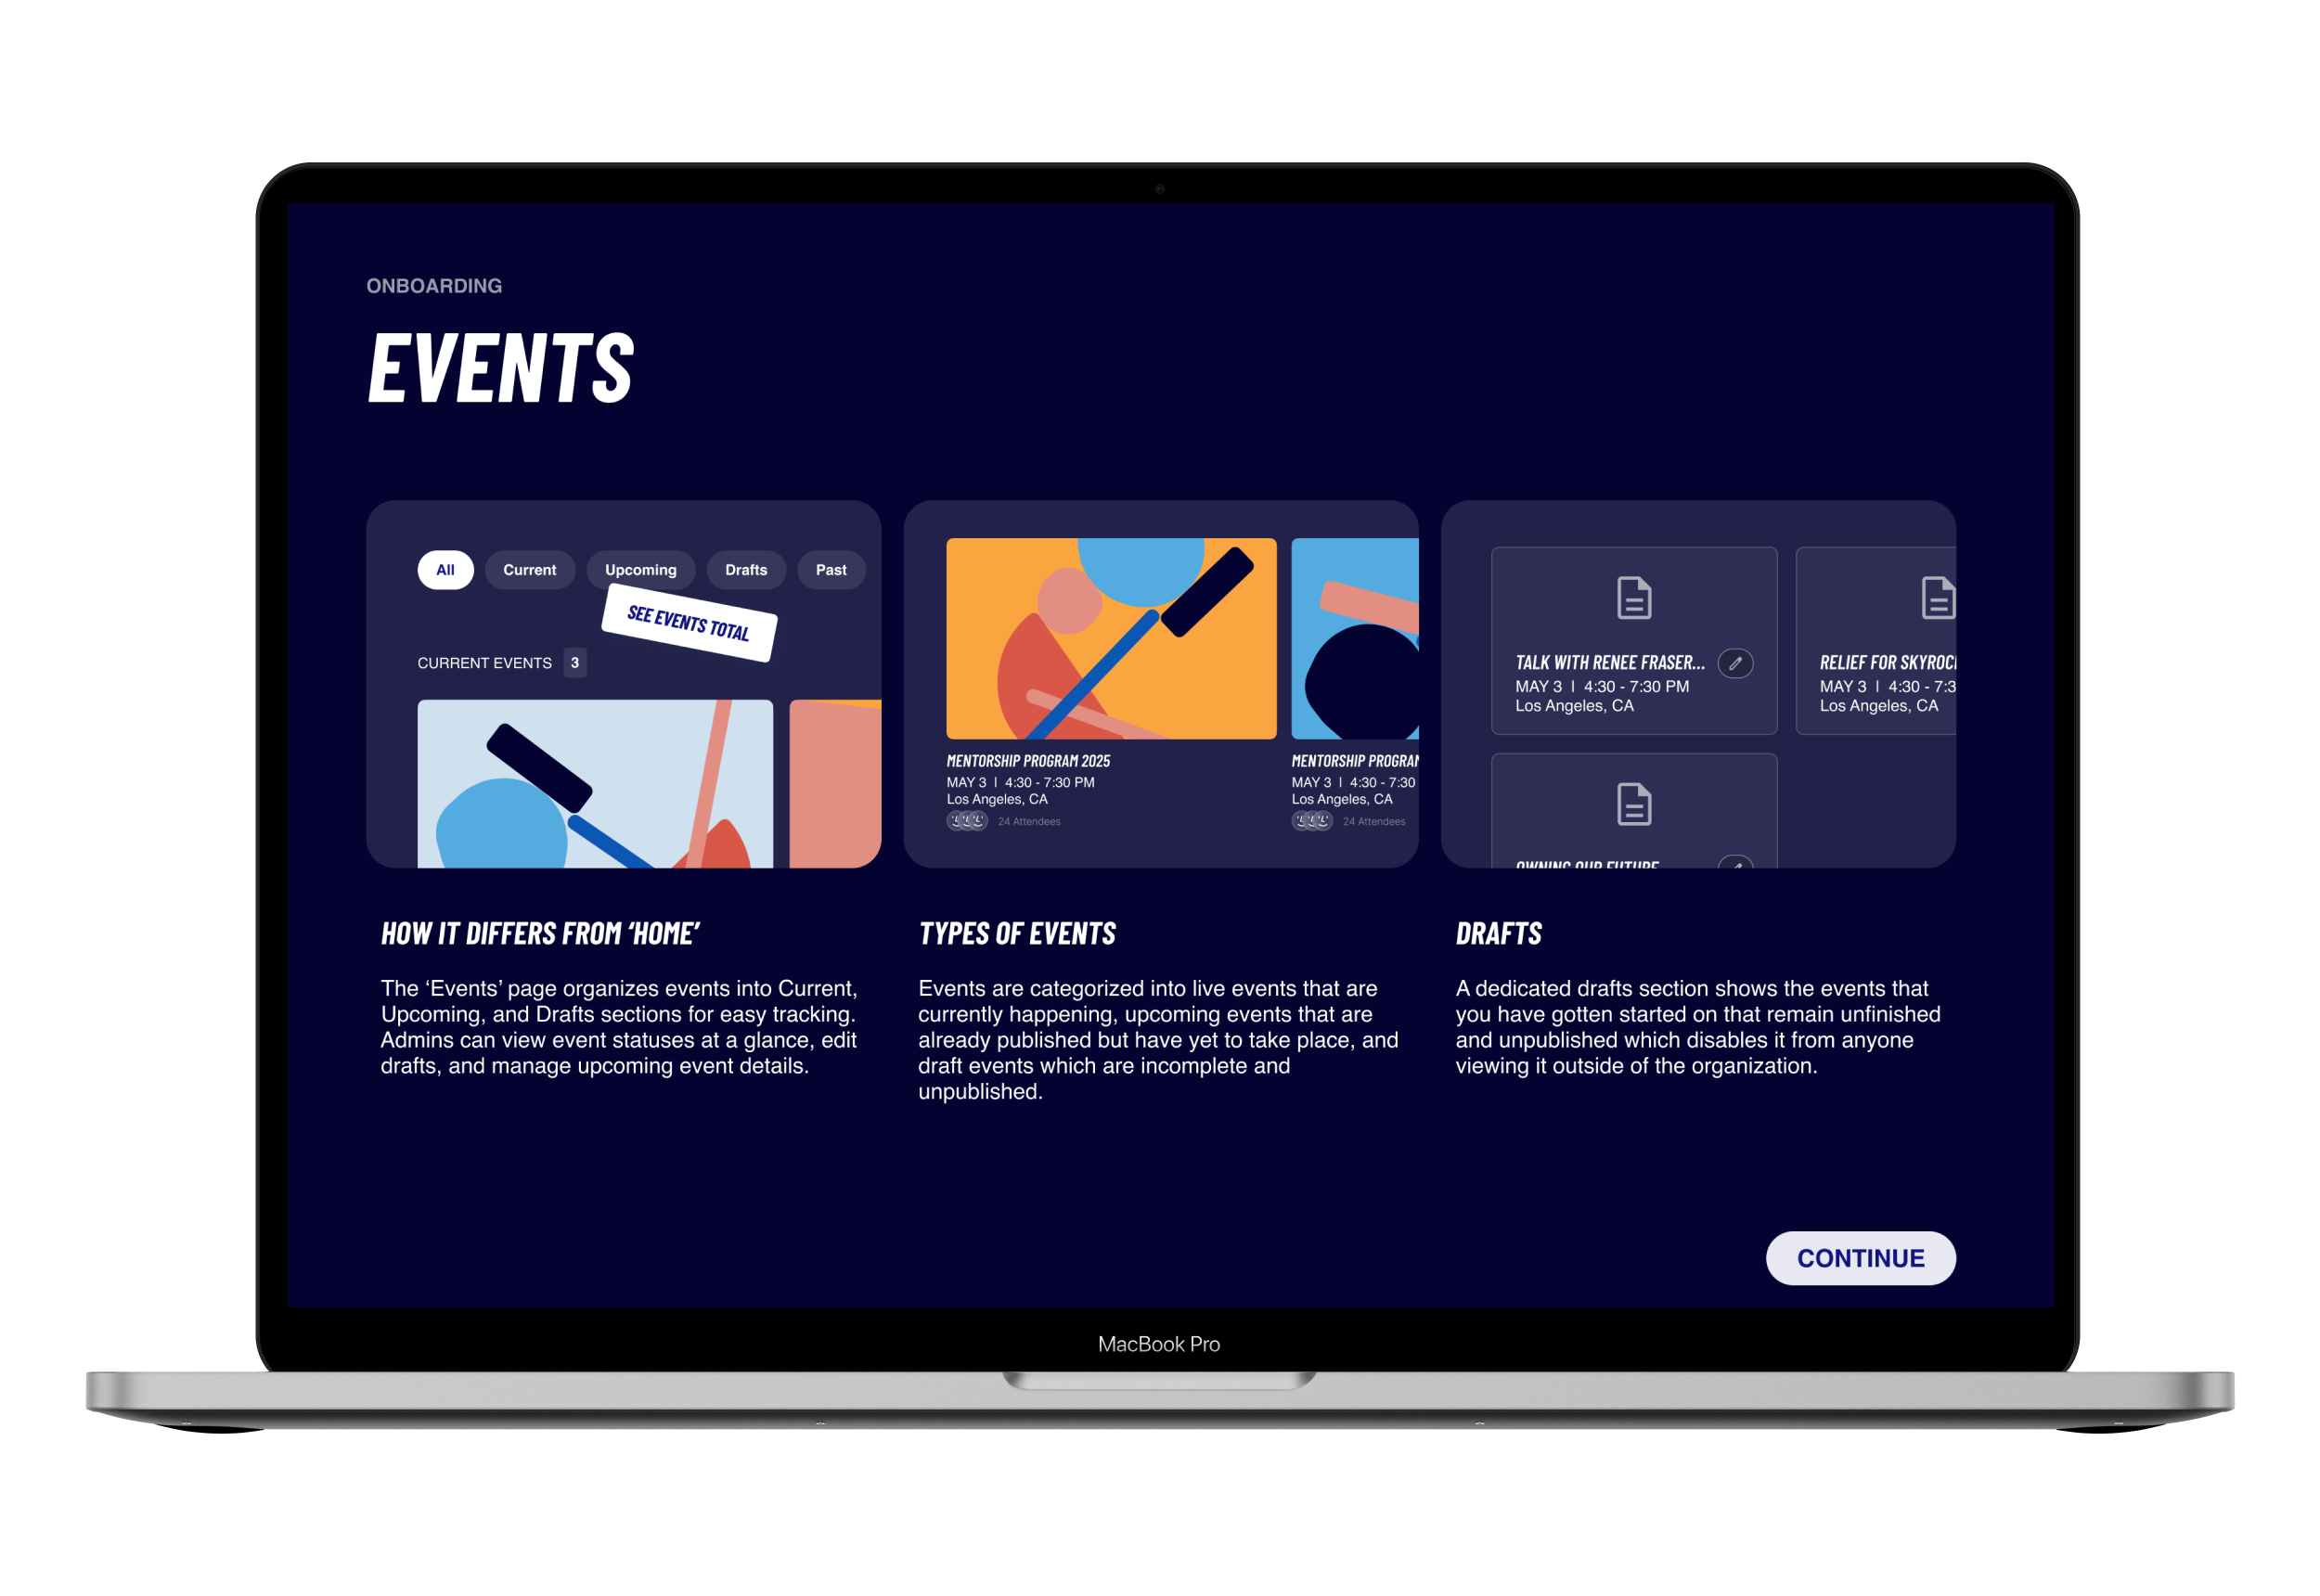 ONBOARDING
EVENTS
All Current Upcoming Drafts Past
SEE EVENTS TOTAL
CURRENT EVENTS 3
MENTORSHIP PROGRAM 2025
MAY 3 | 4:30 - 7:30 PM
Los Angeles, CA
24 Attendees
MENTORSHIP PROGRAM
MAY 3 | 4:30 - 7:30
Los Angeles, CA
24 Attendees
TALK WITH RENEE FRASER...
MAY 3 | 4:30 - 7:30 PM
Los Angeles, CA
RELIEF FOR SKYROC
MAY 3 | 4:30 - 7:3
Los Angeles, CA
OWNING OUR FUTURE
HOW IT DIFFERS FROM ‘HOME’
The ‘Events’ page organizes events into Current,
Upcoming, and Drafts sections for easy tracking.
Admins can view event statuses at a glance, edit
drafts, and manage upcoming event details.
TYPES OF EVENTS
Events are categorized into live events that are
currently happening, upcoming events that are
already published but have yet to take place, and
draft events which are incomplete and
unpublished.
DRAFTS
A dedicated drafts section shows the events that
you have gotten started on that remain unfinished
and unpublished which disables it from anyone
viewing it outside of the organization.
CONTINUE
MacBook Pro